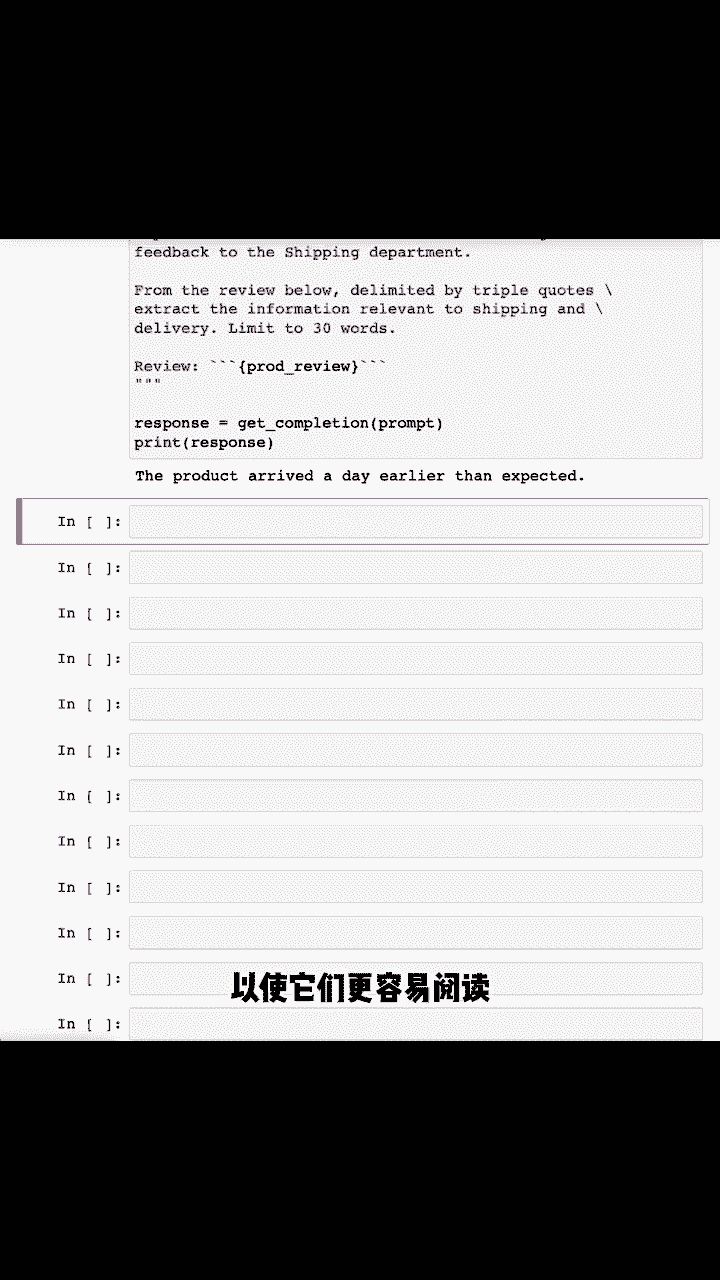 feedback to the Shipping department.
From the review below, delimited by triple quotes \
extract the information relevant to shipping and \
delivery. Limit to 30 words.
Review: ```{prod_review}```
"""
response = get_completion(prompt)
print(response)
The product arrived a day earlier than expected.
In [ ]:
In [ ]:
In [ ]:
In [ ]:
In [ ]:
In [ ]:
In [ ]:
In [ ]:
In [ ]:
In [ ]:
In [ ]:
以使它们更容易阅读
In [ ]: